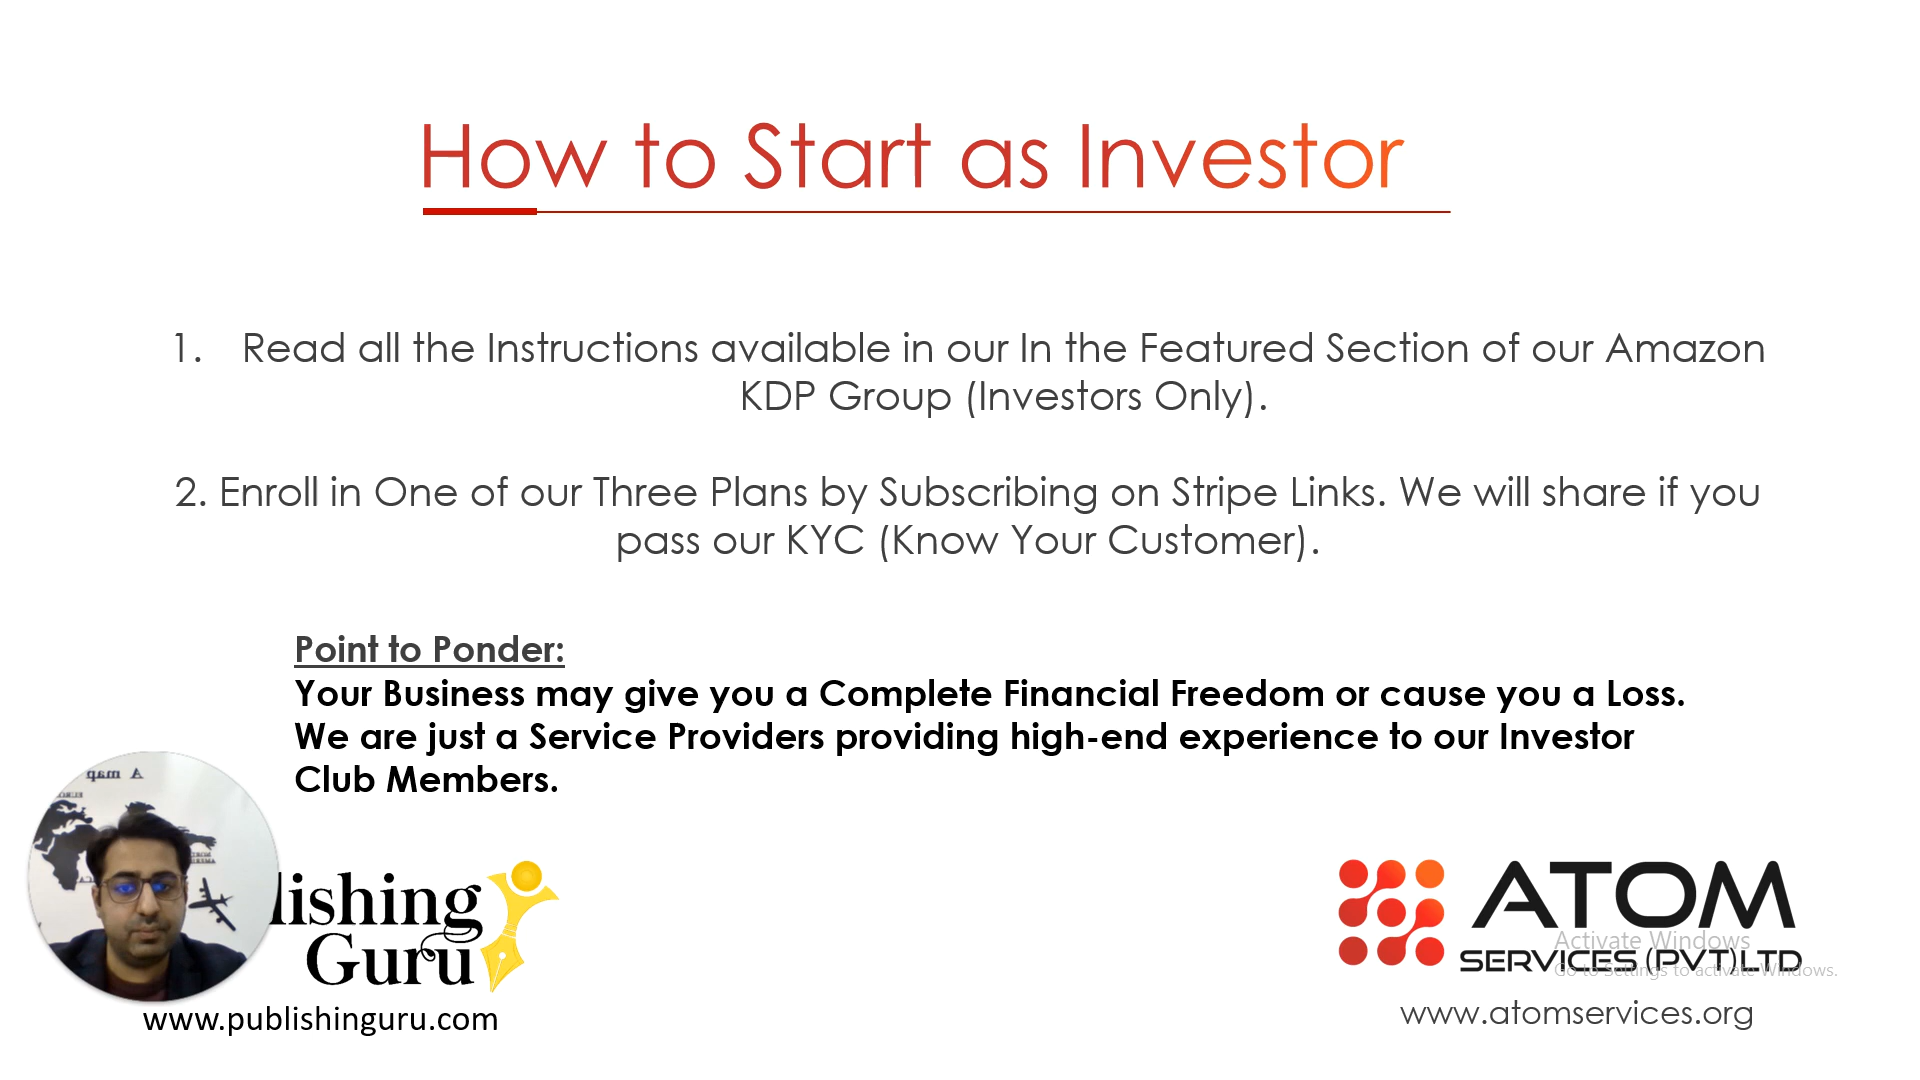 How to Start as Investor
1. Read all the Instructions available in our In the Featured Section of our Amazon
KDP Group (Investors Only).
2. Enroll in One of our Three Plans by Subscribing on Stripe Links. We will share if you
pass our KYC (Know Your Customer).
Point to Ponder:
Your Business may give you a Complete Financial Freedom or cause you a Loss.
We are just a Service Providers providing high-end experience to our Investor
Club Members.
A map
lishing
Guru
www.publishinguru.com
ATOM
SERVICES (PVT) LTD
www.atomservices.org
Activate Windows
Go to Settings to activate Windows.